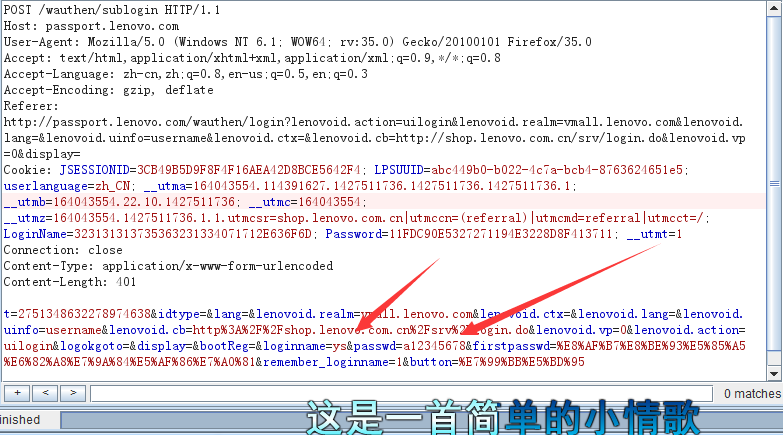 POST /wauthen/sublogin HTTP/1.1
Host: passport.lenovo.com
User-Agent: Mozilla/5.0 (Windows NT 6.1; WOW64; rv:35.0) Gecko/20100101 Firefox/35.0
Accept: text/html,application/xhtml+xml,application/xml;q=0.9,*/*;q=0.8
Accept-Language: zh-cn,zh;q=0.8,en-us;q=0.5,en;q=0.3
Accept-Encoding: gzip, deflate
Referer:
http://passport.lenovo.com/wauthen/login?lenovoid.action=uilogin&lenovoid.realm=vmall.lenovo.com&lenovoid.
lang=&lenovoid.uinfo=username&lenovoid.ctx=&lenovoid.cb=http://shop.lenovo.com.cn/srv/login.do&lenovoid.vp
=0&display=
Cookie: JSESSIONID=3CB49B5D9F8F4F16AEA42D8BCE5642F4; LPSUUID=abc449b0-b022-4c7a-bcb4-8763624651e5;
userlanguage=zh_CN; __utma=164043554.114391627.1427511736.1427511736.1427511736.1;
__utmb=164043554.22.10.1427511736; __utmc=164043554;
__utmz=164043554.1427511736.1.1.utmcsr=shop.lenovo.com.cn|utmccn=(referral)|utmcmd=referral|utmcct=/;
LoginName=323131313735363231334071712E636F6D; Password=11FDC90E5327271194E3228D8F413711; __utmt=1
Connection: close
Content-Type: application/x-www-form-urlencoded
Content-Length: 401
t=2751348632278974638&idtype=&lang=&lenovoid.realm=vmall.lenovo.com&lenovoid.ctx=&lenovoid.lang=&lenovoid.
uinfo=username&lenovoid.cb=http%3A%2F%2Fshop.lenovo.com.cn%2Fsrv%2Flogin.do&lenovoid.vp=0&lenovoid.action=
uilogin&logokgoto=&display=&bootReg=&loginname=ys&passwd=a12345678&firstpasswd=%E8%AF%B7%E8%BE%93%E5%85%A5
%E6%82%A8%E7%9A%84%E5%AF%86%E7%A0%81&remember_loginname=1&button=%E7%99%BB%E5%BD%95
+ < > 0 matches
inished
这是一首简单的小情歌